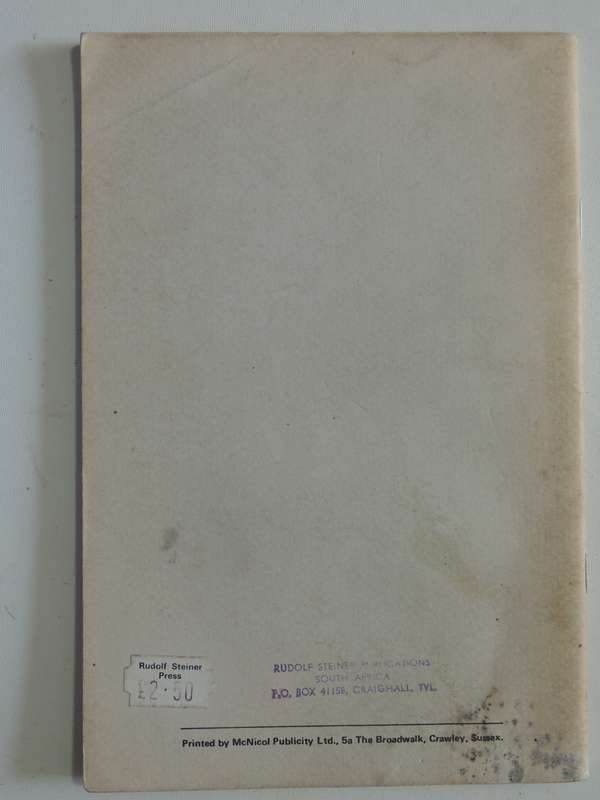 Rudolf Steiner
Press
£2·50
RUDOLF STEINER PUBLICATIONS
SOUTH AFRICA
P.O. BOX 41158, CRAIGHALL, TVL.
Printed by McNicol Publicity Ltd., 5a The Broadwalk, Crawley, Sussex.